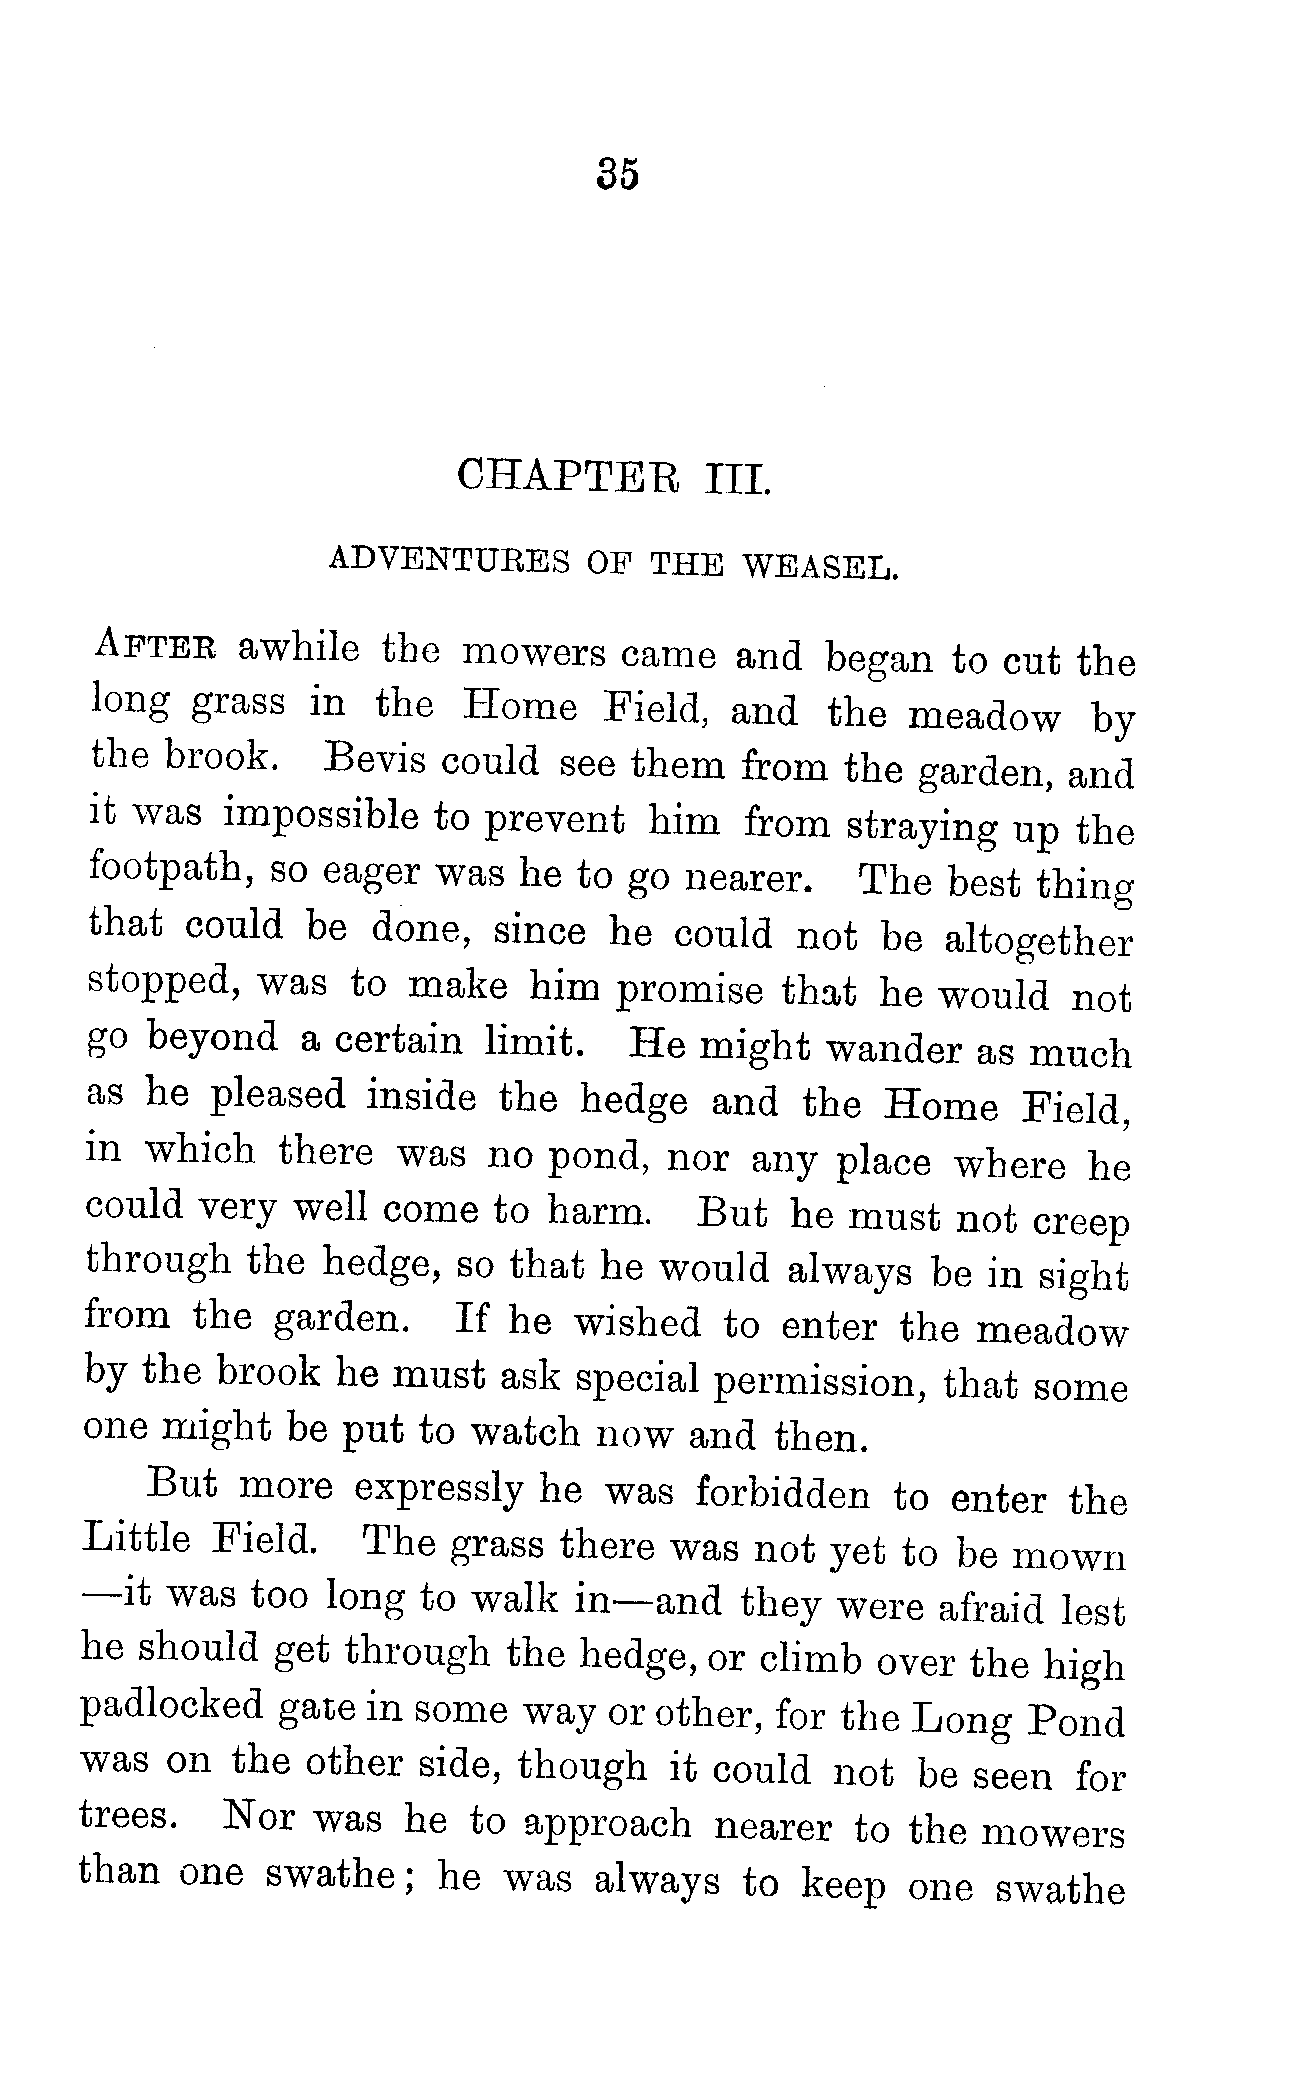 35
CHAPTER III.
ADVENTURES OF THE WEASEL.
AFTER awhile the mowers came and began to cut the
long grass in the Home Field, and the meadow by
the brook. Bevis could see them from the garden, and
it was impossible to prevent him from straying up the
footpath, so eager was he to go nearer. The best thing
that could be done, since he could not be altogether
stopped, was to make him promise that he would not
go beyond a certain limit. He might wander as much
as he pleased inside the hedge and the Home Field,
in which there was no pond, nor any place where he
could very well come to harm. But he must not creep
through the hedge, so that he would always be in sight
from the garden. If he wished to enter the meadow
by the brook he must ask special permission, that some
one might be put to watch now and then.
But more expressly he was forbidden to enter the
Little Field. The grass there was not yet to be mown
—it was too long to walk in—and they were afraid lest
he should get through the hedge, or climb over the high
padlocked gate in some way or other, for the Long Pond
was on the other side, though it could not be seen for
trees. Nor was he to approach nearer to the mowers
than one swathe; he was always to keep one swathe